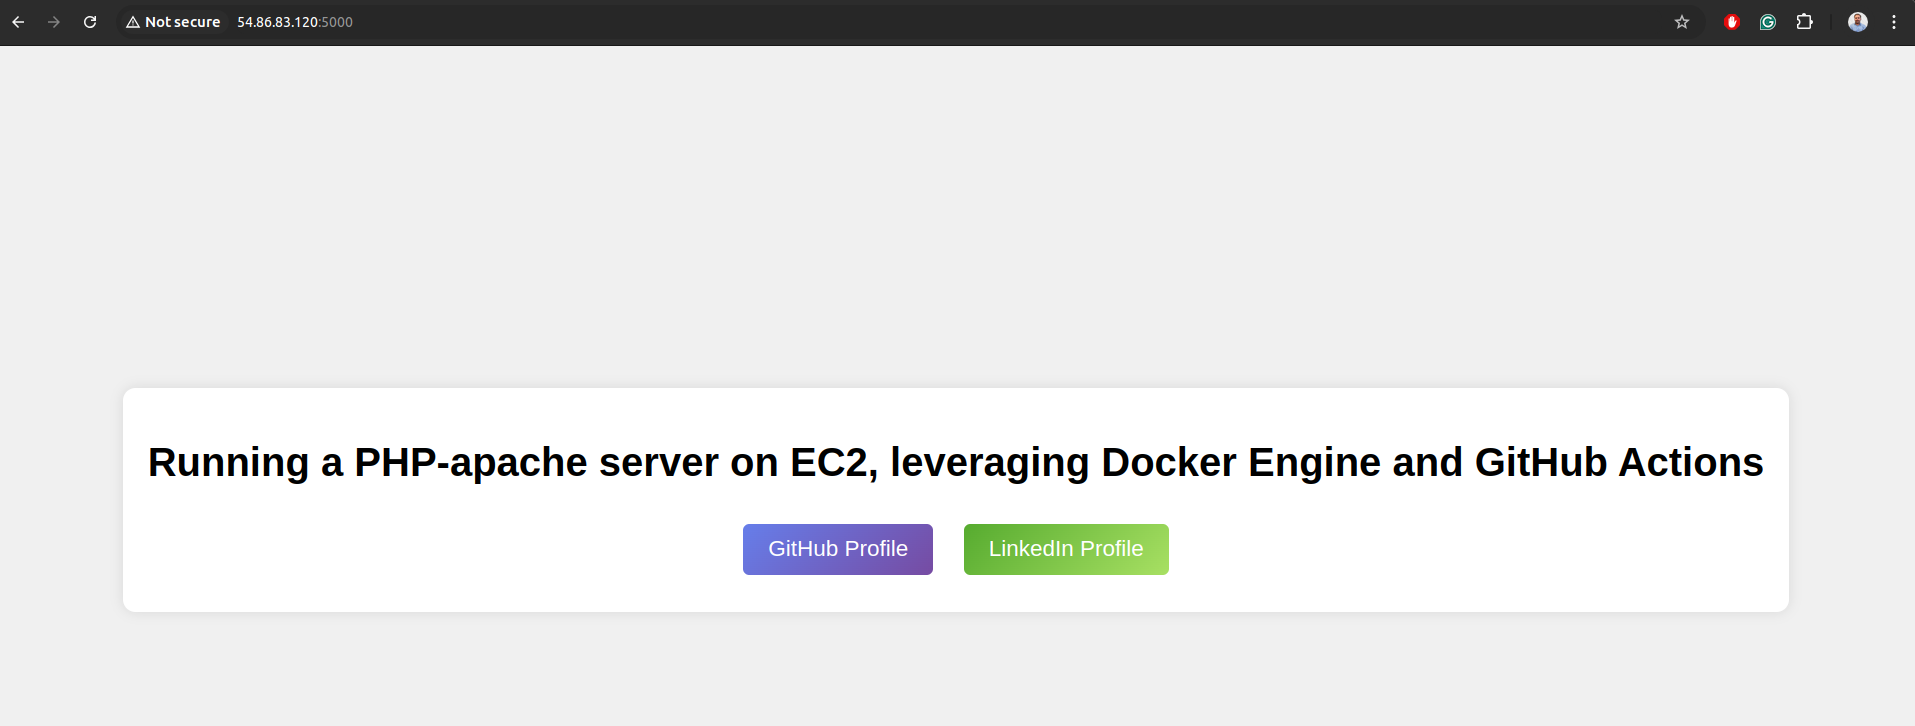 Not secure 54.86.83.120:5000
Running a PHP-apache server on EC2, leveraging Docker Engine and GitHub Actions
GitHub Profile LinkedIn Profile